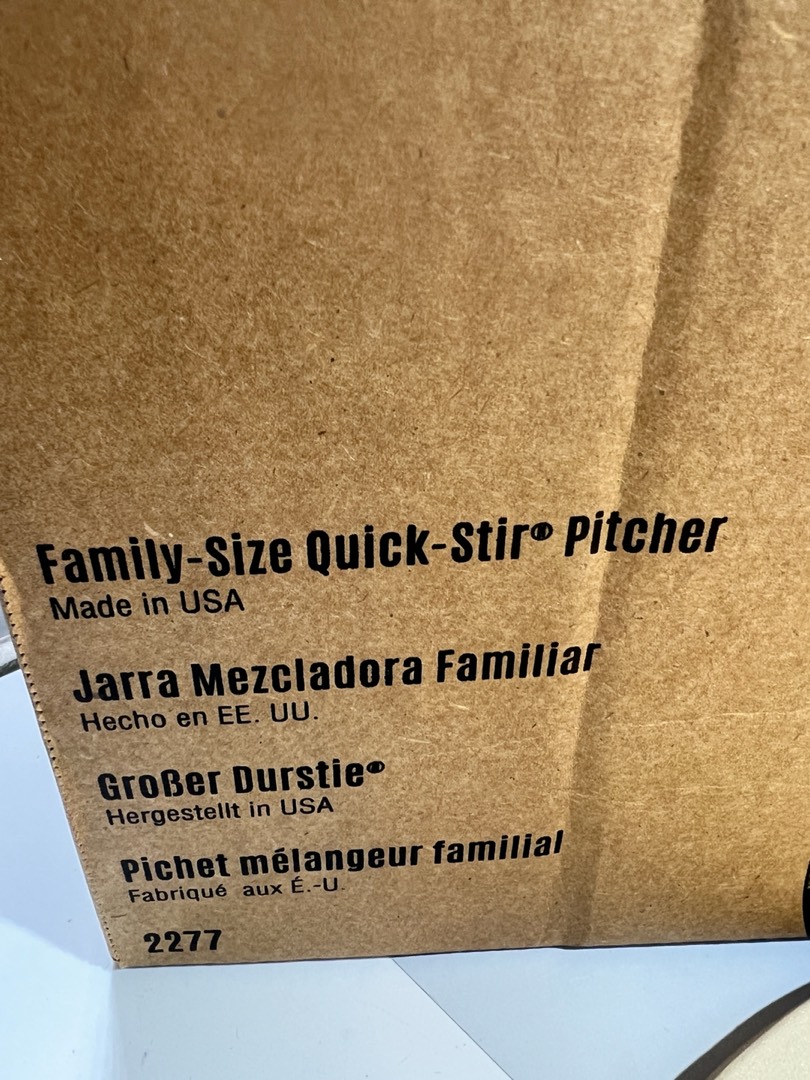 Family-Size Quick-Stir® Pitcher
Made in USA
Jarra Mezcladora Familiar
Hecho en EE. UU.
Großer Durstie®
Hergestellt in USA
Pichet mélangeur familial
Fabriqué aux É.-U.
2277